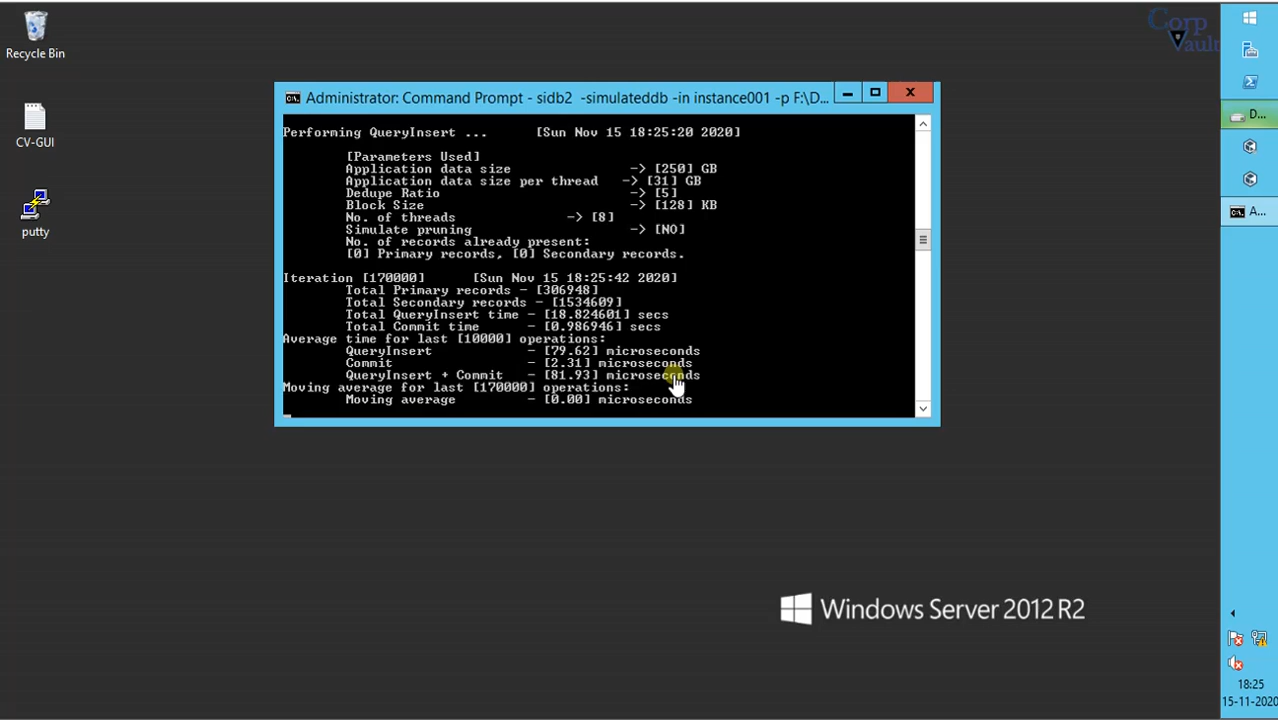 Recycle Bin
CV-GUI
putty
Corp
Vault
Administrator: Command Prompt - sidb2 -simulateddb -in instance001 -p F:\D...
Performing QueryInsert ... [Sun Nov 15 18:25:20 2020]
[Parameters Used]
Application data size -> [250] GB
Application data size per thread -> [31] GB
Dedupe Ratio -> [5]
Block Size -> [128] KB
No. of threads -> [8]
Simulate pruning -> [NO]
No. of records already present:
[0] Primary records, [0] Secondary records.
Iteration [170000] [Sun Nov 15 18:25:42 2020]
Total Primary records - [306948]
Total Secondary records - [1534609]
Total QueryInsert time - [18.824601] secs
Total Commit time - [0.986946] secs
Average time for last [10000] operations:
QueryInsert - [79.62] microseconds
Commit - [2.31] microseconds
QueryInsert + Commit - [81.93] microseconds
Moving average for last [170000] operations:
Moving average - [0.00] microseconds
Windows Server 2012 R2
D...
A...
18:25
15-11-2020